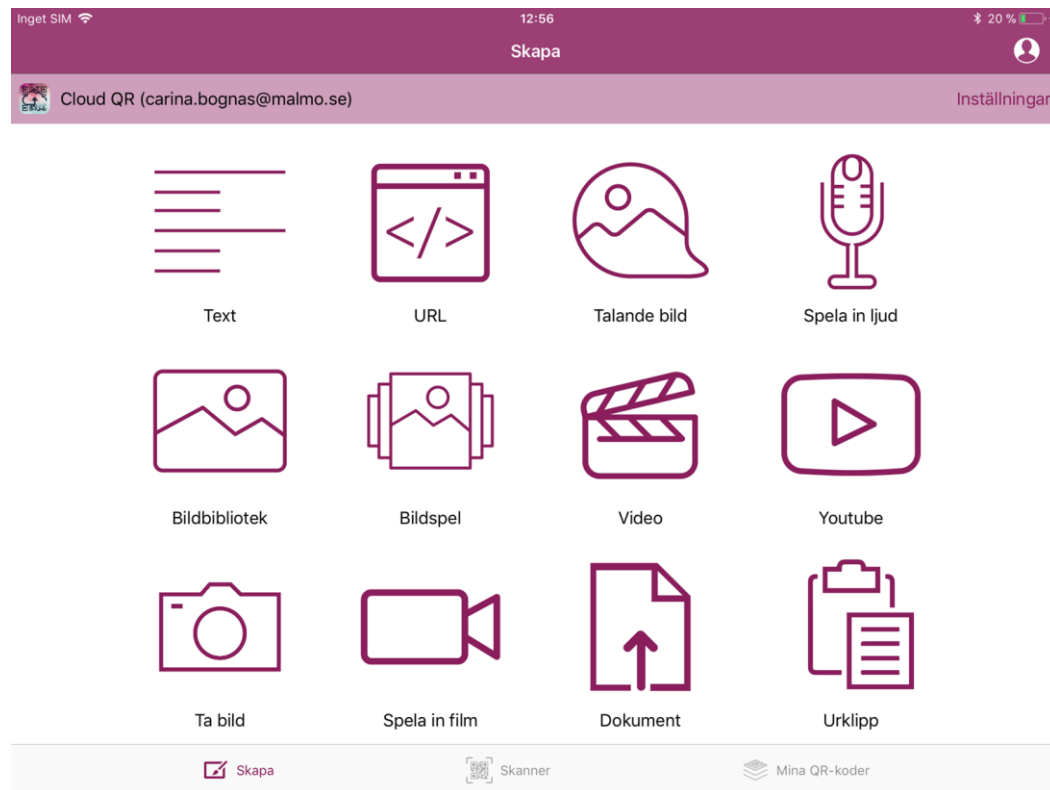 Inget SIM 12:56 20 %
Skapa
Cloud QR (carina.bognas@malmo.se) Inställningar
</>
Text URL Talande bild Spela in ljud
Bildbibliotek Bildspel Video Youtube
Ta bild Spela in film Dokument Urklipp
Skapa Skanner Mina QR-koder